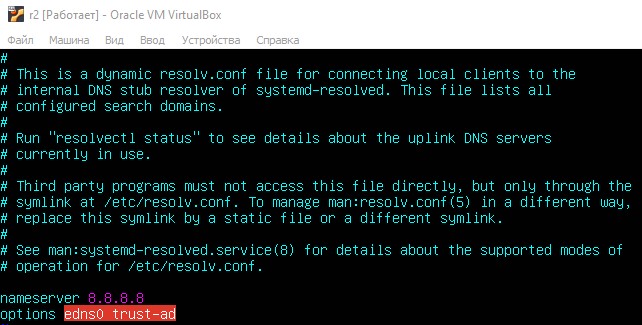 r2 [Работает] - Oracle VM VirtualBox
Файл Машина Вид Ввод Устройства Справка
#
# This is a dynamic resolv.conf file for connecting local clients to the
# internal DNS stub resolver of systemd-resolved. This file lists all
# configured search domains.
#
# Run "resolvectl status" to see details about the uplink DNS servers
# currently in use.
#
# Third party programs must not access this file directly, but only through the
# symlink at /etc/resolv.conf. To manage man:resolv.conf(5) in a different way,
# replace this symlink by a static file or a different symlink.
#
# See man:systemd-resolved.service(8) for details about the supported modes of
# operation for /etc/resolv.conf.
nameserver 8.8.8.8
options edns0 trust-ad